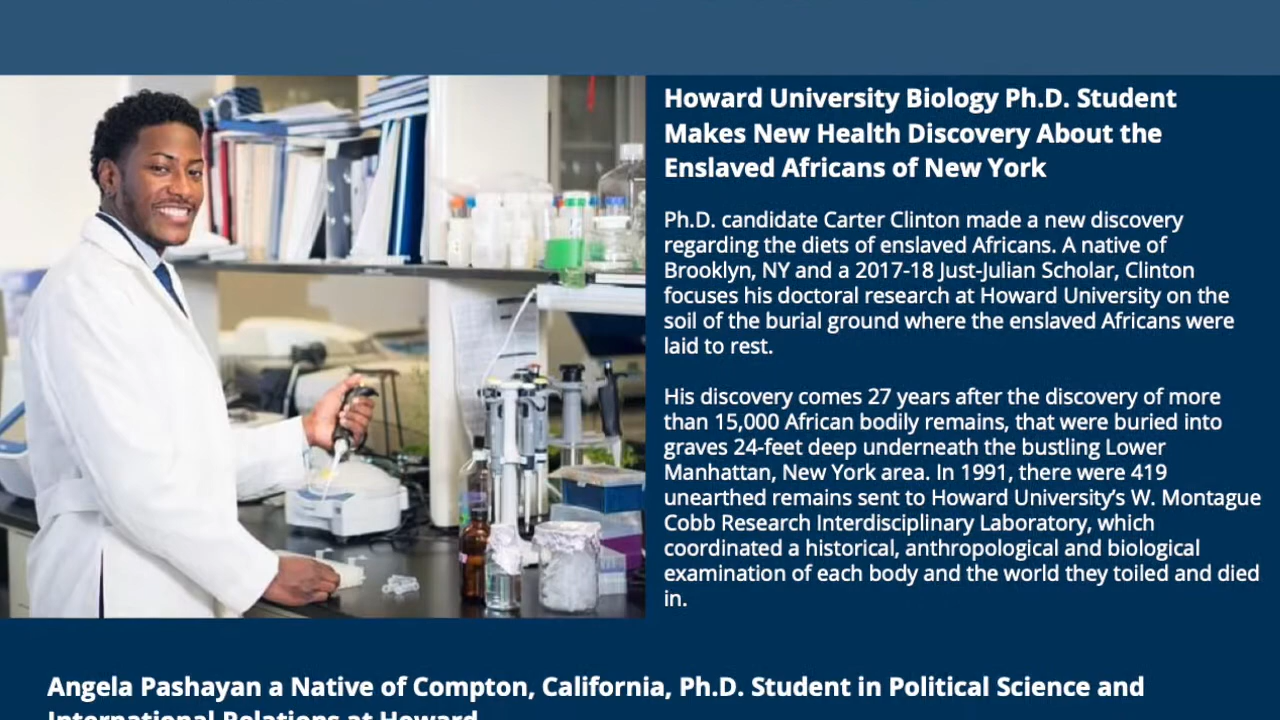 Howard University Biology Ph.D. Student
Makes New Health Discovery About the
Enslaved Africans of New York
Ph.D. candidate Carter Clinton made a new discovery
regarding the diets of enslaved Africans. A native of
Brooklyn, NY and a 2017-18 Just-Julian Scholar, Clinton
focuses his doctoral research at Howard University on the
soil of the burial ground where the enslaved Africans were
laid to rest.
His discovery comes 27 years after the discovery of more
than 15,000 African bodily remains, that were buried into
graves 24-feet deep underneath the bustling Lower
Manhattan, New York area. In 1991, there were 419
unearthed remains sent to Howard University’s W. Montague
Cobb Research Interdisciplinary Laboratory, which
coordinated a historical, anthropological and biological
examination of each body and the world they toiled and died
in.
Angela Pashayan a Native of Compton, California, Ph.D. Student in Political Science and
International Relations at Howard